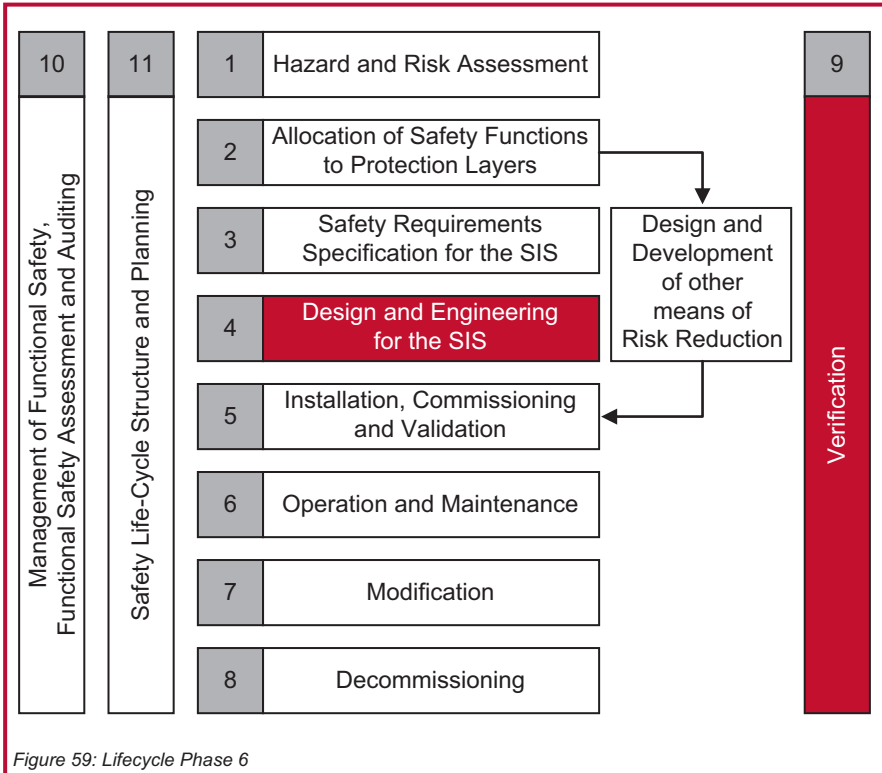 10
Management of Functional Safety,
Functional Safety Assessment and Auditing
11
Safety Life-Cycle Structure and Planning
1
Hazard and Risk Assessment
2
Allocation of Safety Functions
to Protection Layers
3
Safety Requirements
Specification for the SIS
4
Design and Engineering
for the SIS
5
Installation, Commissioning
and Validation
6
Operation and Maintenance
7
Modification
8
Decommissioning
Design and
Development
of other
means of
Risk Reduction
9
Verification
Figure 59: Lifecycle Phase 6